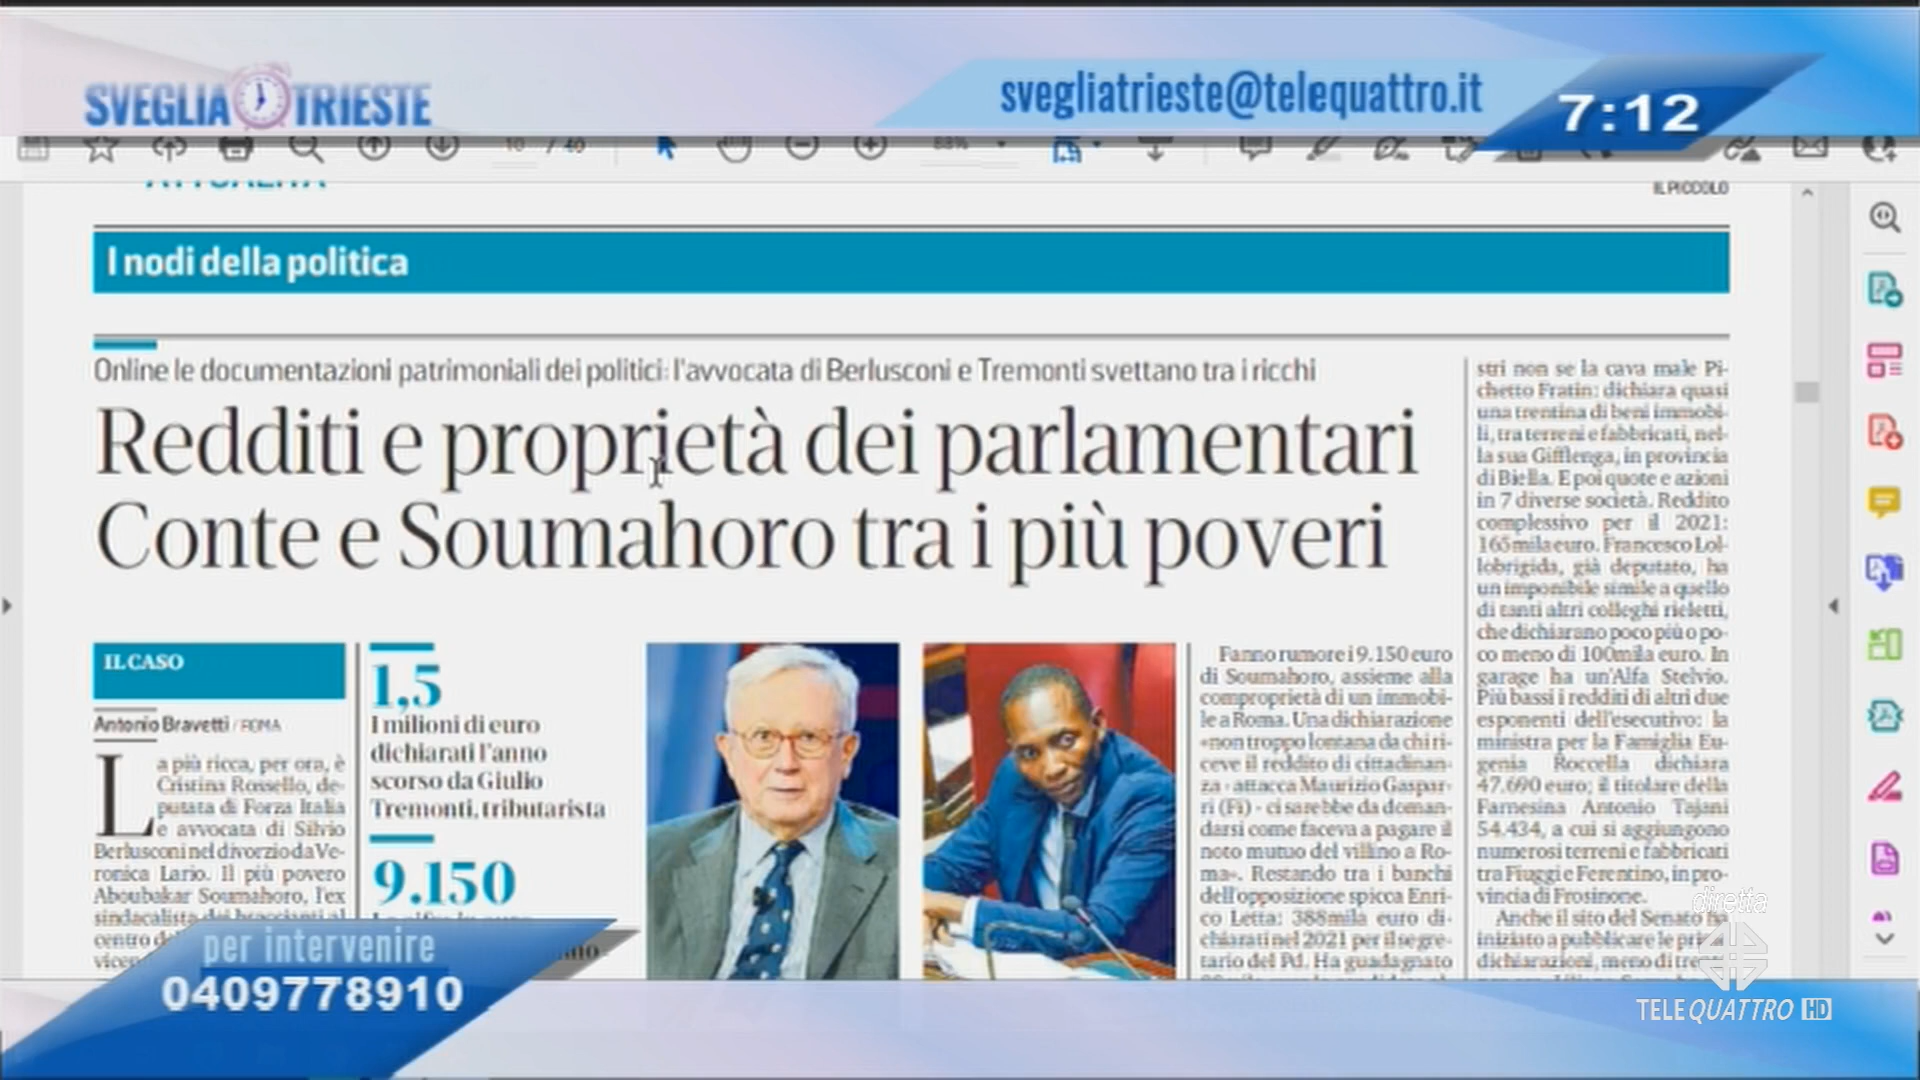 SVEGLIA TRIESTE
svegliatrieste@telequattro.it
7:12
10 / 40
88%
ATTUALITÀ
IL PICCOLO
I nodi della politica
Online le documentazioni patrimoniali dei politici: l'avvocata di Berlusconi e Tremonti svettano tra i ricchi
Redditi e proprietà dei parlamentari
Conte e Soumahoro tra i più poveri
IL CASO
Antonio Bravetti / ROMA
La più ricca, per ora, è
Cristina Rossello, de-
putata di Forza Italia
e avvocata di Silvio
Berlusconi nel divorzio da Ve-
ronica Lario. Il più povero
Aboubakar Soumahoro, l'ex
sindacalista dei braccianti al
centro
1,5
I milioni di euro
dichiarati l'anno
scorso da Giulio
Tremonti, tributarista
9.150
Fanno rumore i 9.150 euro
di Soumahoro, assieme alla
comproprietà di un immobi-
le a Roma. Una dichiarazione
«non troppo lontana da chi ri-
ceve il reddito di cittadinan-
za - attacca Maurizio Gaspar-
ri (Fi) - ci sarebbe da doman-
darsi come faceva a pagare il
noto mutuo del villino a Ro-
ma». Restando tra i banchi
dell'opposizione spicca Enri-
co Letta: 388mila euro di-
chiarati nel 2021 per il segre-
tario del Pd. Ha guadagnato
stri non se la cava male Pi-
chetto Fratin: dichiara quasi
una trentina di beni immobi-
li, tra terreni e fabbricati, nel-
la sua Gifflenga, in provincia
di Biella. E poi quote e azioni
in 7 diverse società. Reddito
complessivo per il 2021:
165mila euro. Francesco Lol-
lobrigida, già deputato, ha
un imponibile simile a quello
di tanti altri colleghi rieletti,
che dichiarano poco più o po-
co meno di 100mila euro. In
garage ha un'Alfa Stelvio.
Più bassi i redditi di altri due
esponenti dell'esecutivo: la
ministra per la Famiglia Eu-
genia Roccella dichiara
47.690 euro; il titolare della
Farnesina Antonio Tajani
54.434, a cui si aggiungono
numerosi terreni e fabbricati
tra Fiuggi e Ferentino, in pro-
vincia di Frosinone.
Anche il sito del Senato ha
iniziato a pubblicare le
dichiarazioni, meno di
per intervenire
0409778910
diretta
TELEQUATTRO HD